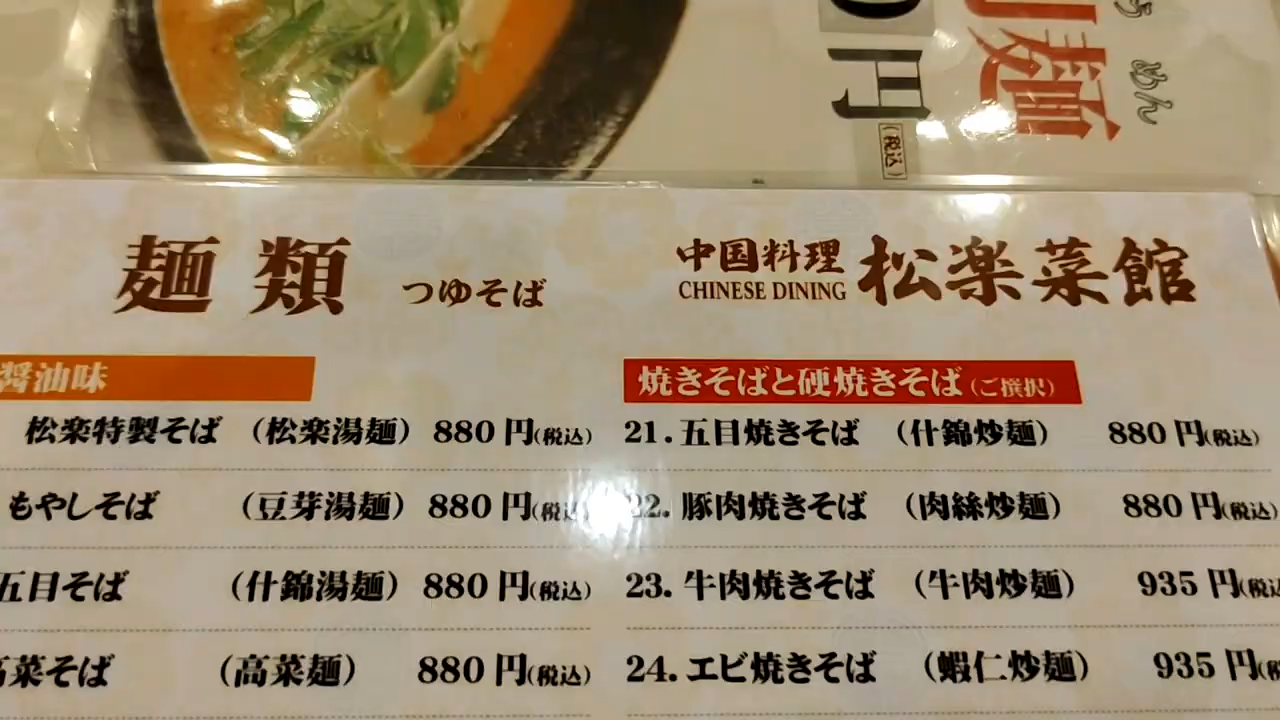 麺
円
(税込)
めん
麺類 つゆそば
中国料理
CHINESE DINING
松楽菜館
醤油味
松楽特製そば (松楽湯麺) 880円(税込)
もやしそば (豆芽湯麺) 880円(税込)
五目そば (什錦湯麺) 880円(税込)
高菜そば (高菜麺) 880円(税込)
焼きそばと硬焼きそば(ご撰択)
21.五目焼きそば (什錦炒麺) 880円(税込)
22.豚肉焼きそば (肉絲炒麺) 880円(税込)
23.牛肉焼きそば (牛肉炒麺) 935円(税込
24.エビ焼きそば (蝦仁炒麺) 935円(税